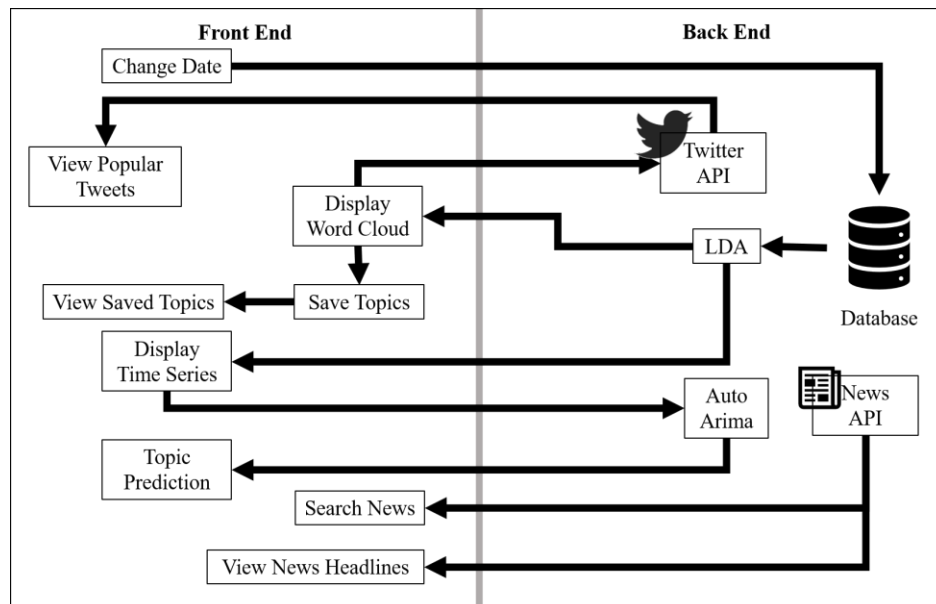 Front End
Back End
Change Date
View Popular
Tweets
Twitter
API
Display
Word Cloud
LDA
View Saved Topics
Save Topics
Database
Display
Time Series
Auto
Arima
News
API
Topic
Prediction
Search News
View News Headlines